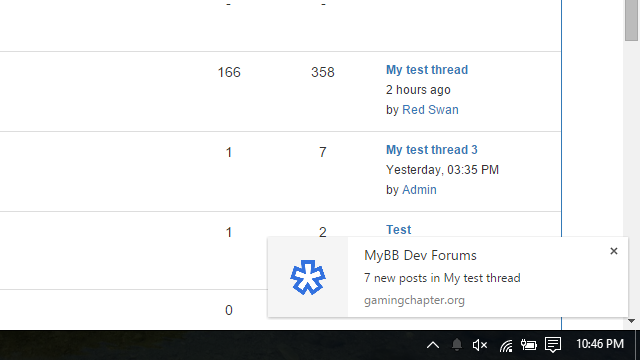 - -
166 358 My test thread
2 hours ago
by Red Swan
1 7 My test thread 3
Yesterday, 03:35 PM
by Admin
1 2 Test
MyBB Dev Forums
7 new posts in My test thread
gamingchapter.org
0
10:46 PM